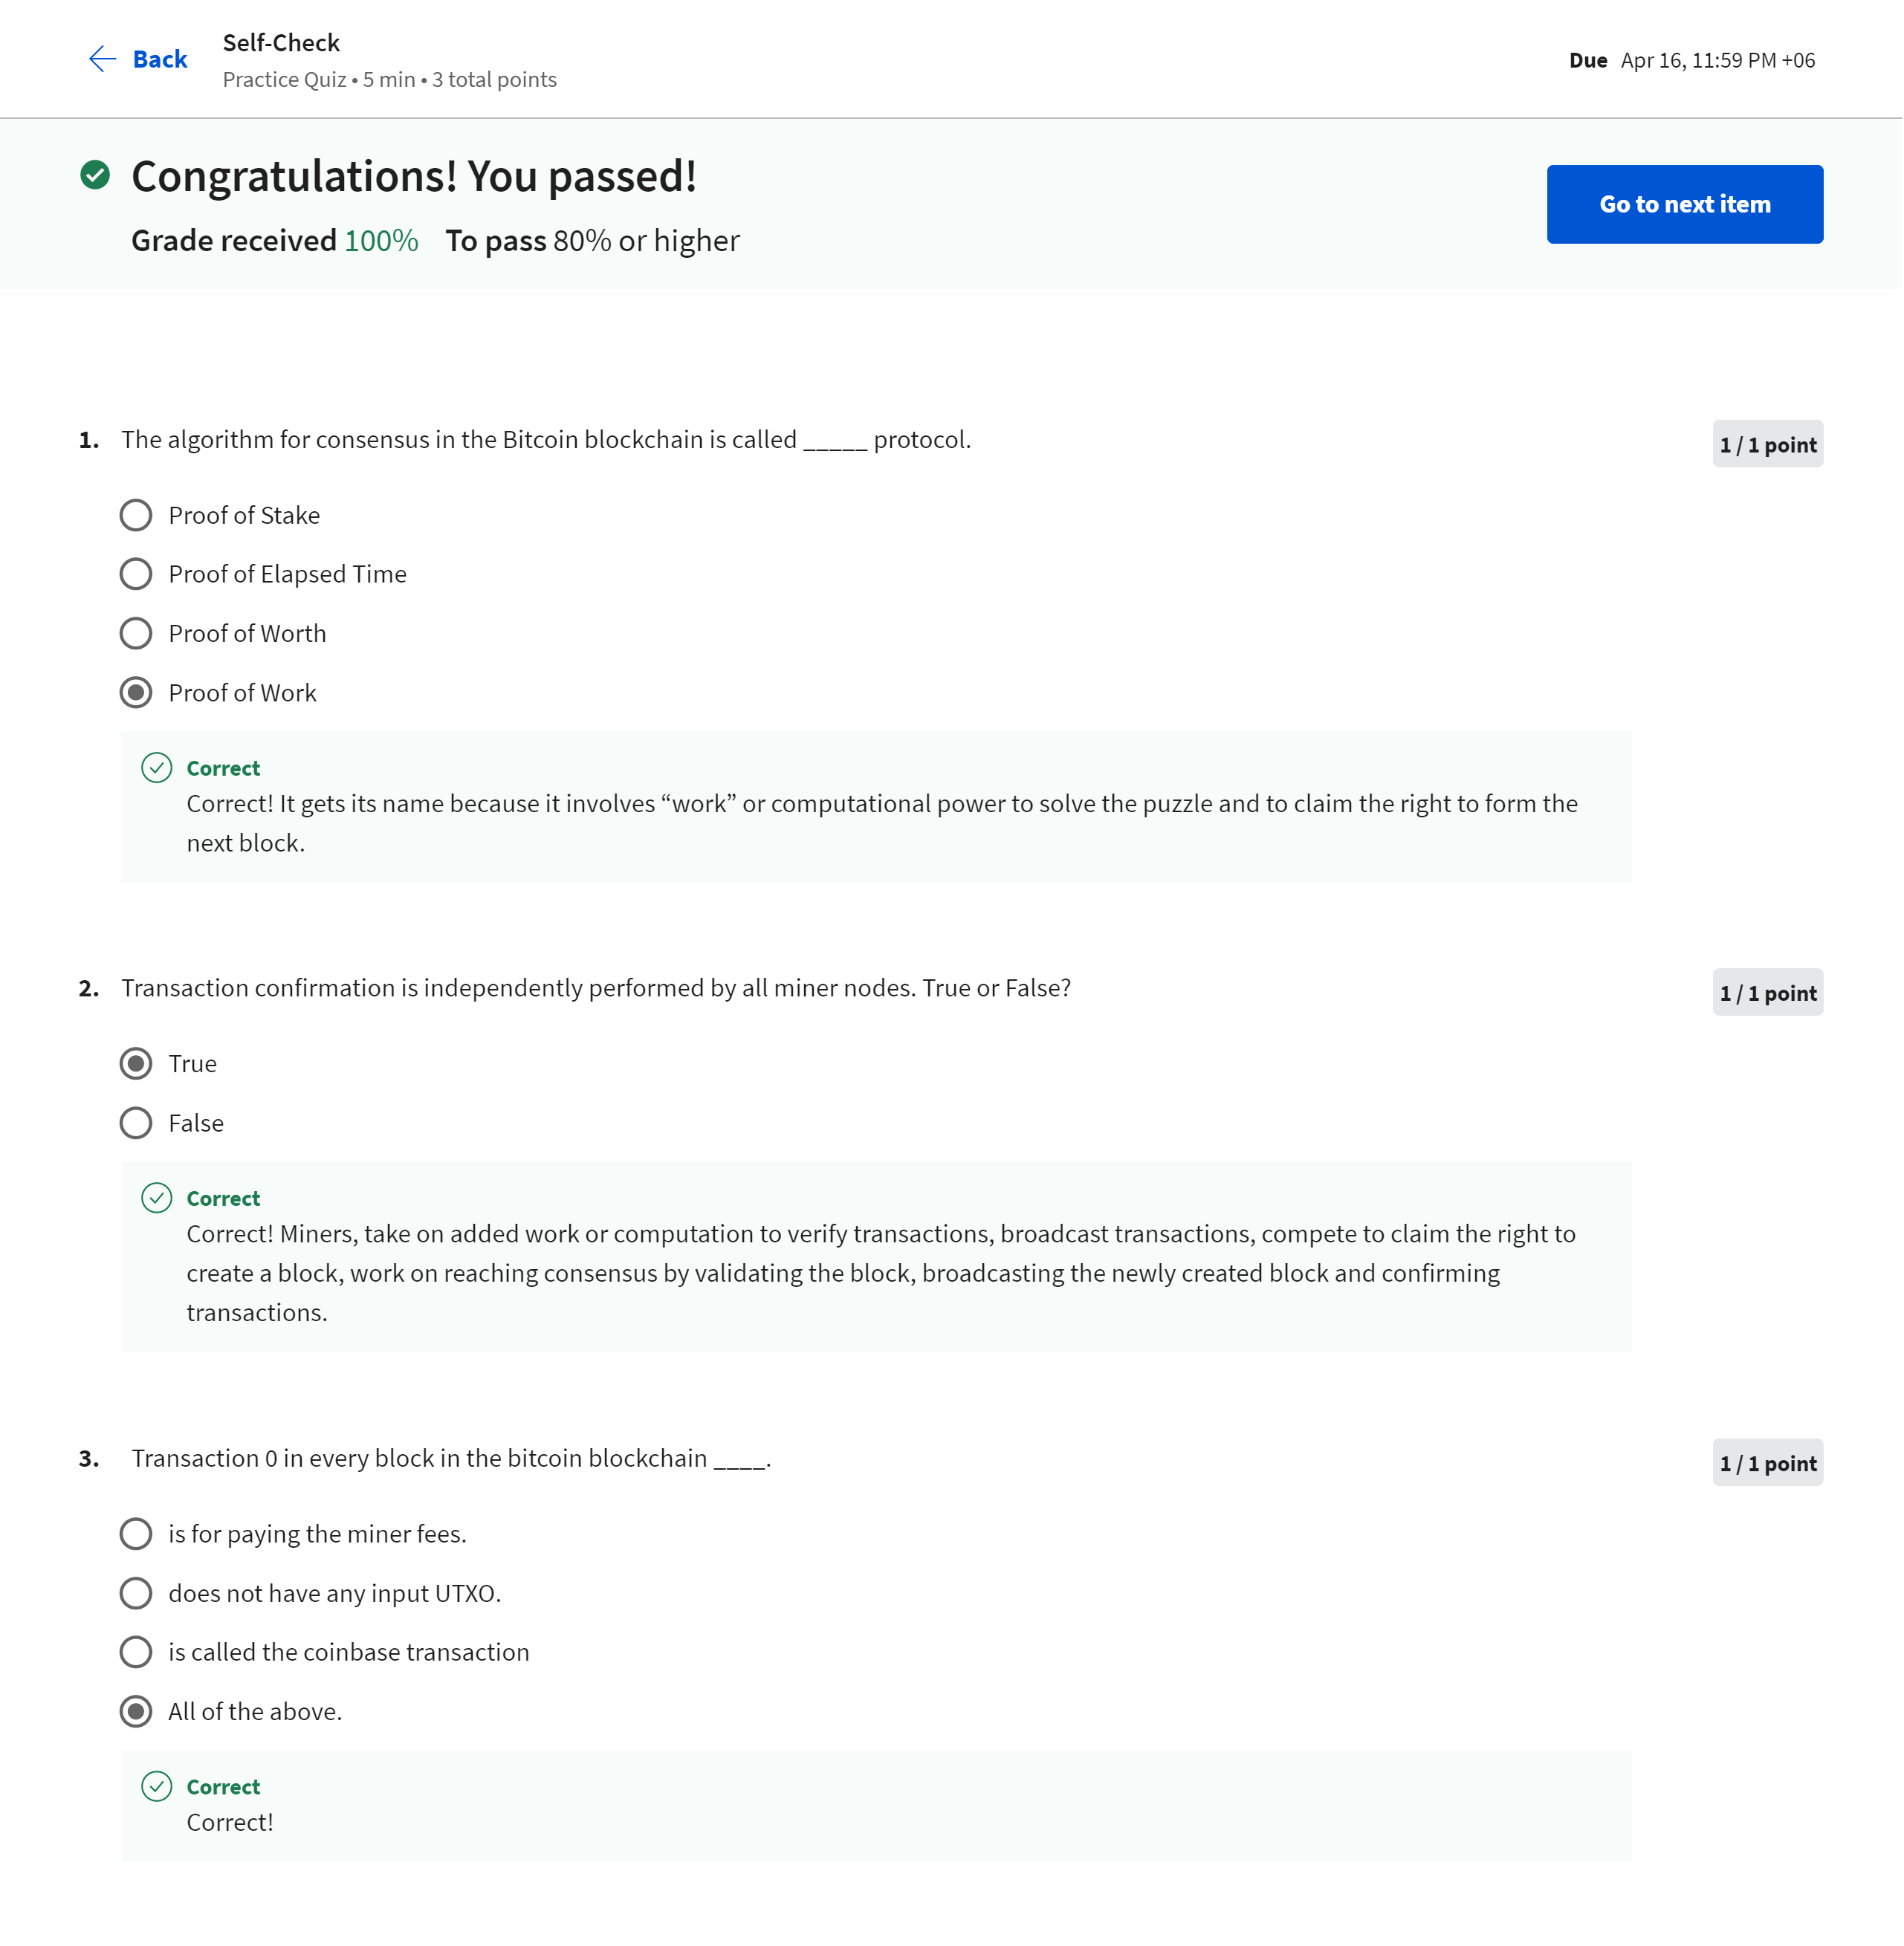 Back
Self-Check
Practice Quiz • 5 min • 3 total points
Due Apr 16, 11:59 PM +06
Congratulations! You passed!
Grade received 100% To pass 80% or higher
Go to next item
1. The algorithm for consensus in the Bitcoin blockchain is called _____ protocol.
1 / 1 point
Proof of Stake
Proof of Elapsed Time
Proof of Worth
Proof of Work
Correct
Correct! It gets its name because it involves “work” or computational power to solve the puzzle and to claim the right to form the
next block.
2. Transaction confirmation is independently performed by all miner nodes. True or False?
1 / 1 point
True
False
Correct
Correct! Miners, take on added work or computation to verify transactions, broadcast transactions, compete to claim the right to
create a block, work on reaching consensus by validating the block, broadcasting the newly created block and confirming
transactions.
3. Transaction 0 in every block in the bitcoin blockchain ____.
1 / 1 point
is for paying the miner fees.
does not have any input UTXO.
is called the coinbase transaction
All of the above.
Correct
Correct!